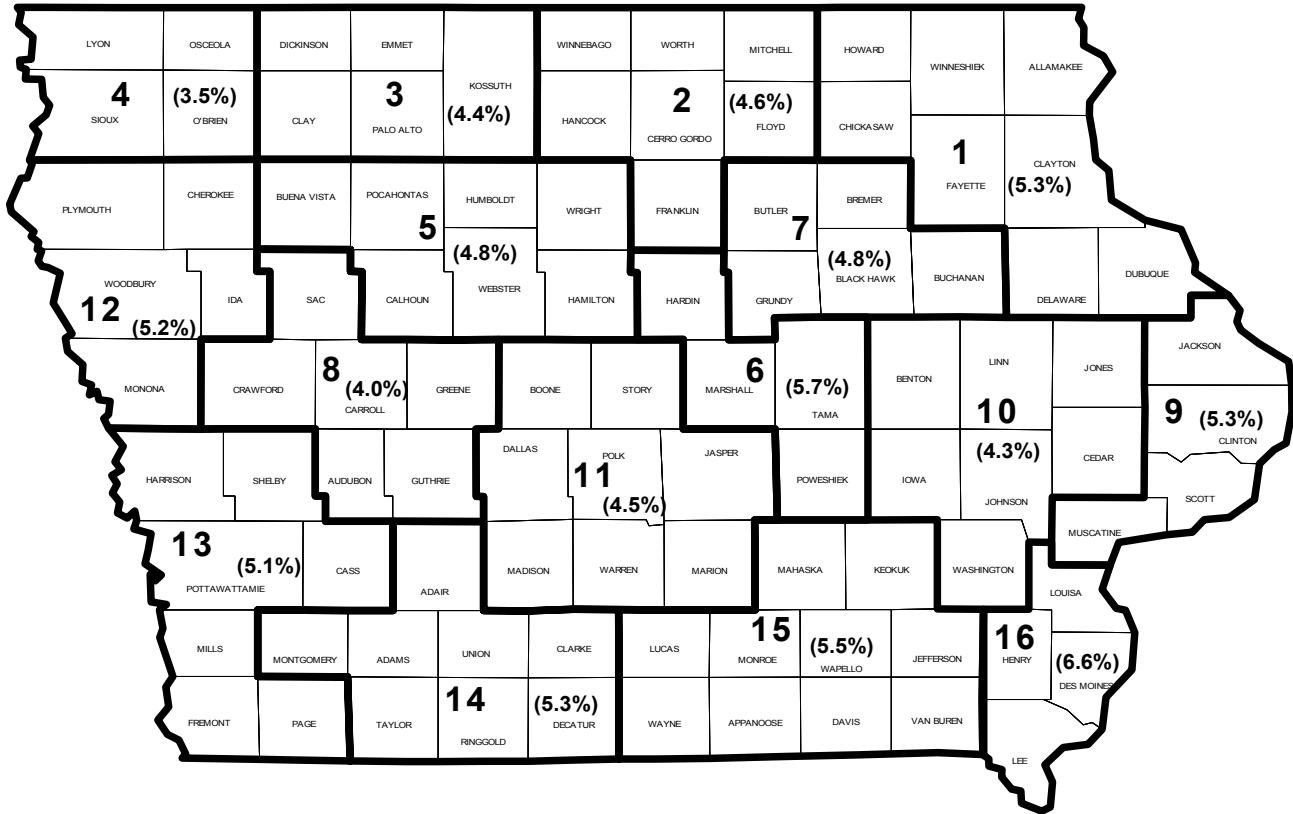 LYON OSCEOLA DICKINSON EMMET WINNEBAGO WORTH MITCHELL HOWARD
WINNESHIEK ALLAMAKEE
KOSSUTH
4 (3.5%) 3 (4.4%) 2 (4.6%)
SIOUX O'BRIEN CLAY PALO ALTO HANCOCK CERRO GORDO FLOYD CHICKASAW
1
CLAYTON
FAYETTE (5.3%)
PLYMOUTH CHEROKEE BUENA VISTA POCAHONTAS HUMBOLDT WRIGHT FRANKLIN BUTLER BREMER
5 7
(4.8%) (4.8%)
WOODBURY IDA SAC CALHOUN WEBSTER HAMILTON HARDIN GRUNDY BLACK HAWK BUCHANAN DELAWARE DUBUQUE
12 (5.2%)
JACKSON
LINN JONES
MONONA CRAWFORD 8 (4.0%) GREENE BOONE STORY MARSHALL 6 (5.7%) BENTON
CARROLL TAMA
10 9 (5.3%)
CLINTON
(4.3%)
HARRISON SHELBY AUDUBON GUTHRIE DALLAS POLK JASPER POWESHIEK IOWA CEDAR
11
(4.5%) JOHNSON SCOTT
MUSCATINE
13 (5.1%)
POTTAWATTAMIE CASS ADAIR MADISON WARREN MARION MAHASKA KEOKUK WASHINGTON
LOUISA
MILLS MONTGOMERY ADAMS UNION CLARKE LUCAS 15 (5.5%) JEFFERSON 16
MONROE WAPELLO HENRY (6.6%)
DES MOINES
14 (5.3%)
FREMONT PAGE TAYLOR RINGGOLD DECATUR WAYNE APPANOOSE DAVIS VAN BUREN
LEE